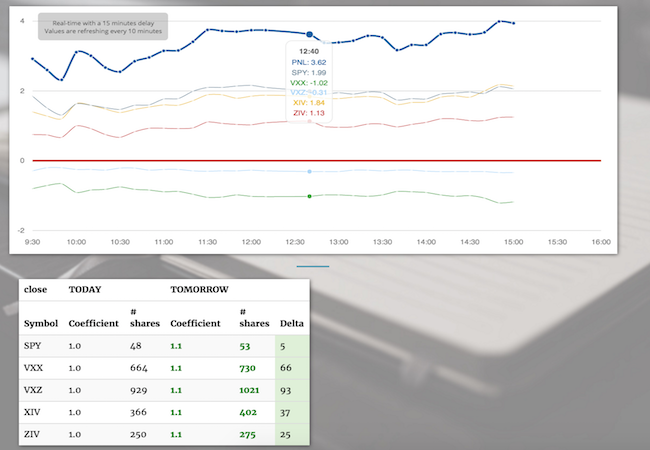 Real-time with a 15 minutes delay
Values are refreshing every 10 minutes
4
2
0
-2
12:40
PNL: 3.62
SPY: 1.99
VXX: -1.02
VXZ: -0.31
XIV: 1.84
ZIV: 1.13
9:30 10:00 10:30 11:00 11:30 12:00 12:30 13:00 13:30 14:00 14:30 15:00 15:30 16:00
close TODAY TOMORROW
# #
Symbol Coefficient shares Coefficient shares Delta
SPY 1.0 48 1.1 53 5
VXX 1.0 664 1.1 730 66
VXZ 1.0 929 1.1 1021 93
XIV 1.0 366 1.1 402 37
ZIV 1.0 250 1.1 275 25